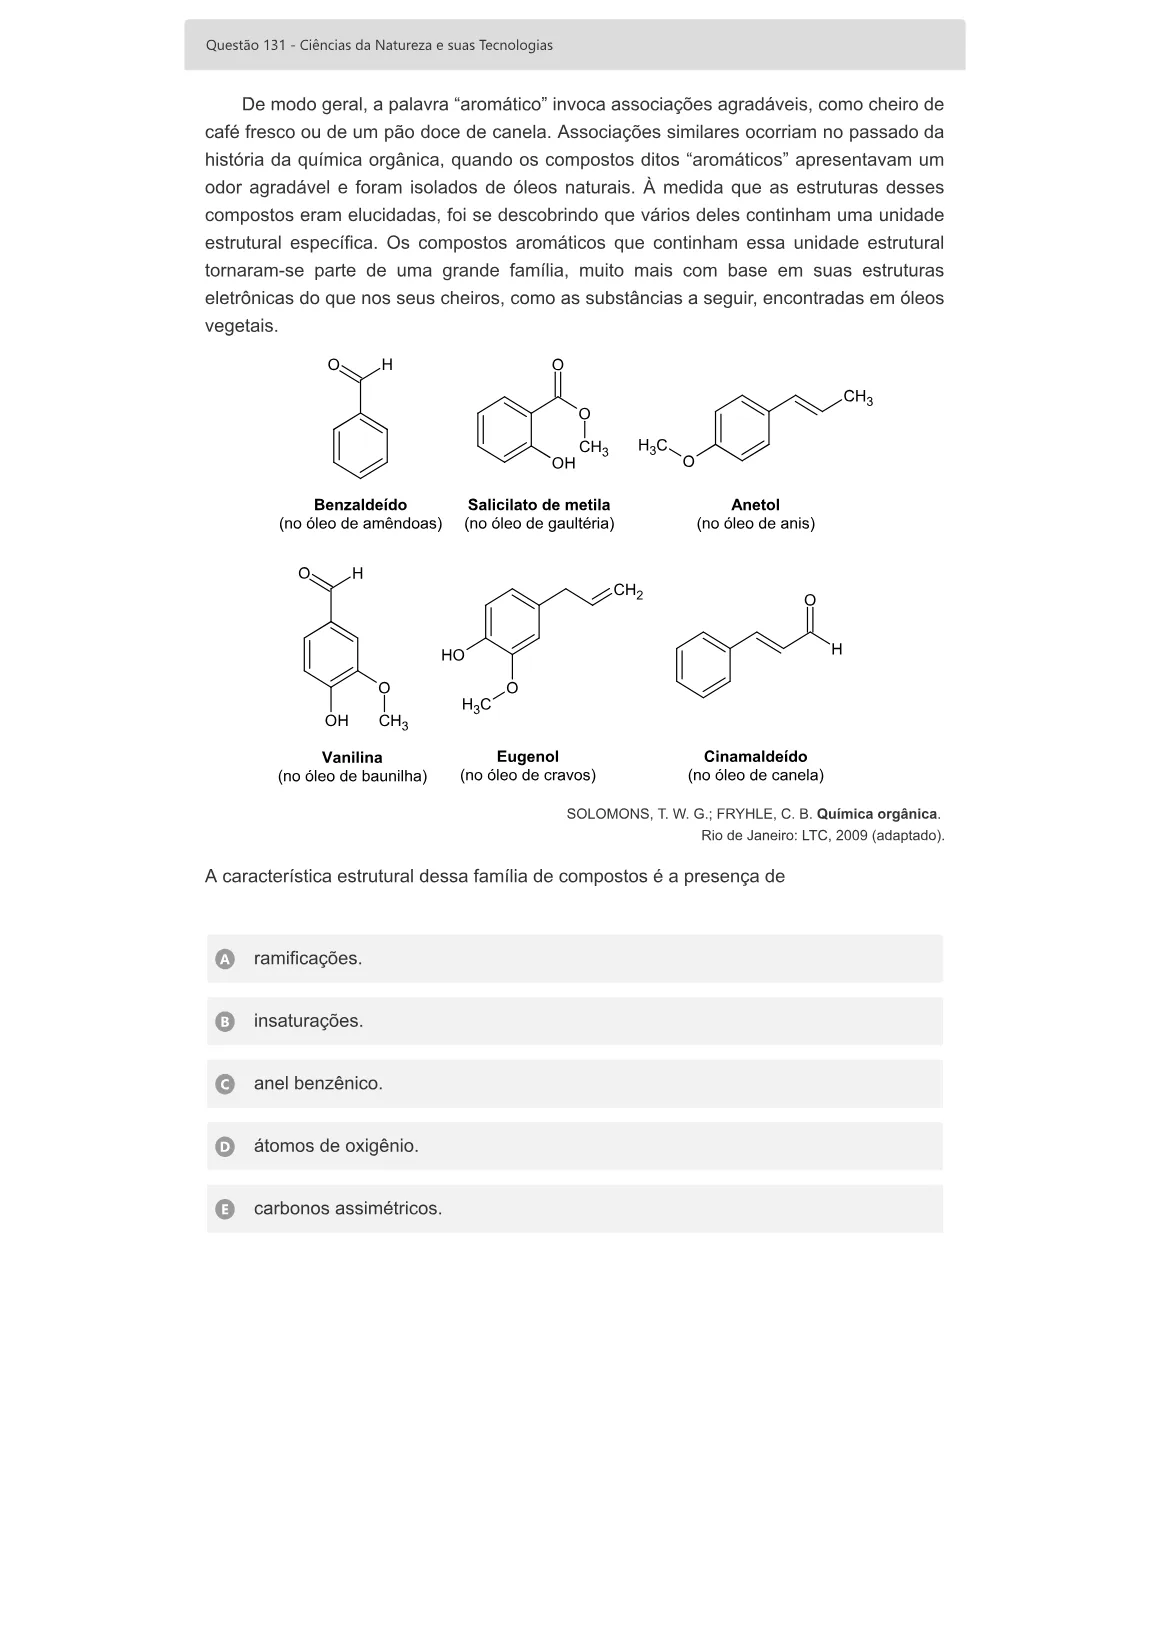 Questão 131 - Ciências da Natureza e suas Tecnologias
De modo geral, a palavra “aromático” invoca associações agradáveis, como cheiro de
café fresco ou de um pão doce de canela. Associações similares ocorriam no passado da
história da química orgânica, quando os compostos ditos “aromáticos” apresentavam um
odor agradável e foram isolados de óleos naturais. À medida que as estruturas desses
compostos eram elucidadas, foi se descobrindo que vários deles continham uma unidade
estrutural específica. Os compostos aromáticos que continham essa unidade estrutural
tornaram-se parte de uma grande família, muito mais com base em suas estruturas
eletrônicas do que nos seus cheiros, como as substâncias a seguir, encontradas em óleos
vegetais.
O H
O
O
CH3
OH
CH3
H3C
O
Benzaldeído
(no óleo de amêndoas)
Salicilato de metila
(no óleo de gaultéria)
Anetol
(no óleo de anis)
O H
O
OH CH3
CH2
HO
O
H3C
O
H
Vanilina
(no óleo de baunilha)
Eugenol
(no óleo de cravos)
Cinamaldeído
(no óleo de canela)
SOLOMONS, T. W. G.; FRYHLE, C. B. Química orgânica.
Rio de Janeiro: LTC, 2009 (adaptado).
A característica estrutural dessa família de compostos é a presença de
A ramificações.
B insaturações.
C anel benzênico.
D átomos de oxigênio.
E carbonos assimétricos.